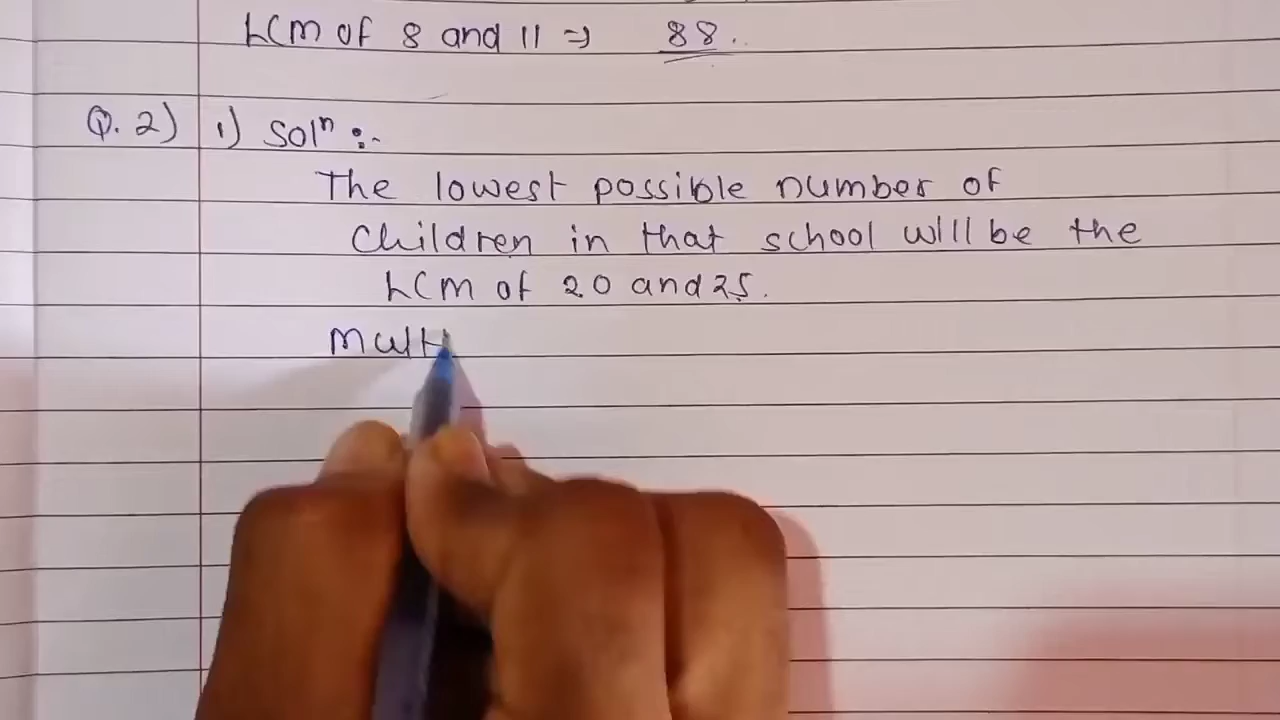 LCM of 8 and 11 => 88.
Q. 2) 1) Solⁿ :-
The lowest possible number of
children in that school will be the
LCM of 20 and 25.
Multi